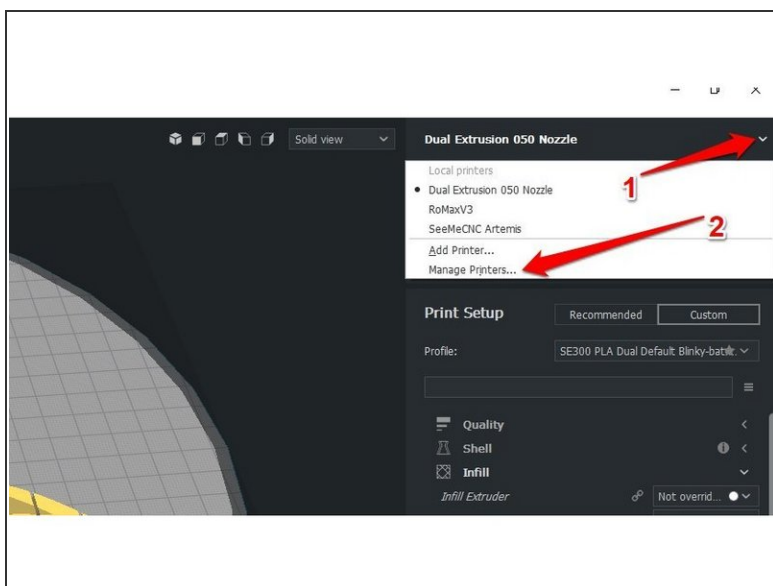 Solid view
Dual Extrusion 050 Nozzle
Local printers
Dual Extrusion 050 Nozzle
1
RoMaxV3
SeeMeCNC Artemis
2
Add Printer...
Manage Printers...
Print Setup
Recommended
Custom
Profile:
SE300 PLA Dual Default Blinky-
Quality
Shell
Infill
Infill Extruder
Not overrid...